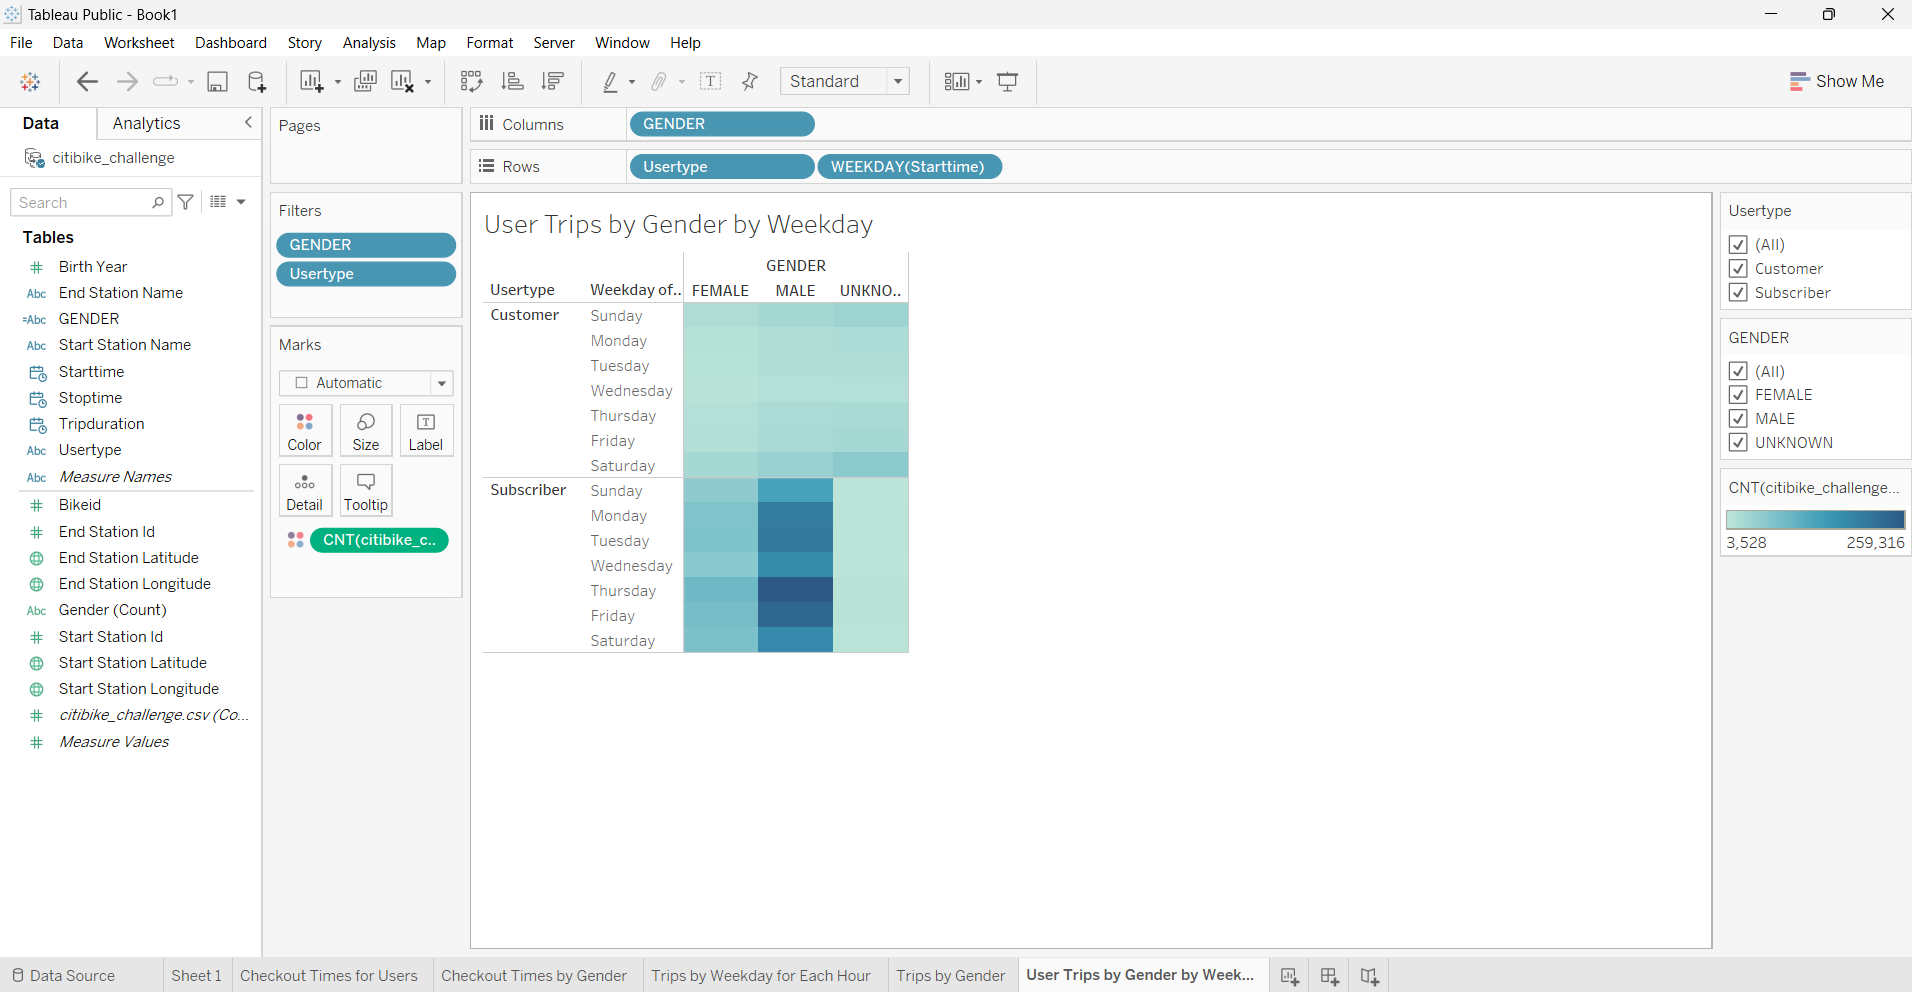 Tableau Public - Book1
File Data Worksheet Dashboard Story Analysis Map Format Server Window Help
Standard
Show Me
Data Analytics
citibike_challenge
Search
Tables
Birth Year
Abc End Station Name
=Abc GENDER
Abc Start Station Name
Starttime
Stoptime
Tripduration
Abc Usertype
Abc Measure Names
Bikeid
End Station Id
End Station Latitude
End Station Longitude
Abc Gender (Count)
Start Station Id
Start Station Latitude
Start Station Longitude
citibike_challenge.csv (Co...
Measure Values
Pages
Filters
GENDER
Usertype
Marks
Automatic
Color Size Label
Detail Tooltip
CNT(citibike_c..
Columns GENDER
Rows Usertype WEEKDAY(Starttime)
User Trips by Gender by Weekday
GENDER
Usertype Weekday of.. FEMALE MALE UNKNO..
Customer Sunday
Monday
Tuesday
Wednesday
Thursday
Friday
Saturday
Subscriber Sunday
Monday
Tuesday
Wednesday
Thursday
Friday
Saturday
Usertype
(All)
Customer
Subscriber
GENDER
(All)
FEMALE
MALE
UNKNOWN
CNT(citibike_challenge...
3,528 259,316
Data Source Sheet 1 Checkout Times for Users Checkout Times by Gender Trips by Weekday for Each Hour Trips by Gender User Trips by Gender by Week...